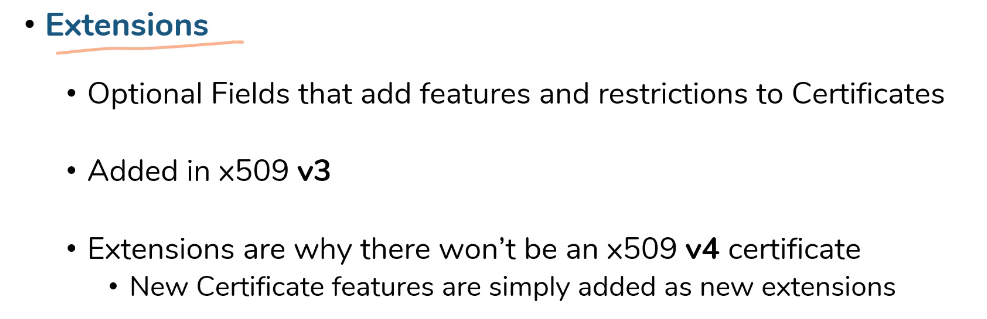 • Extensions
• Optional Fields that add features and restrictions to Certificates
• Added in x509 v3
• Extensions are why there won't be an x509 v4 certificate
• New Certificate features are simply added as new extensions